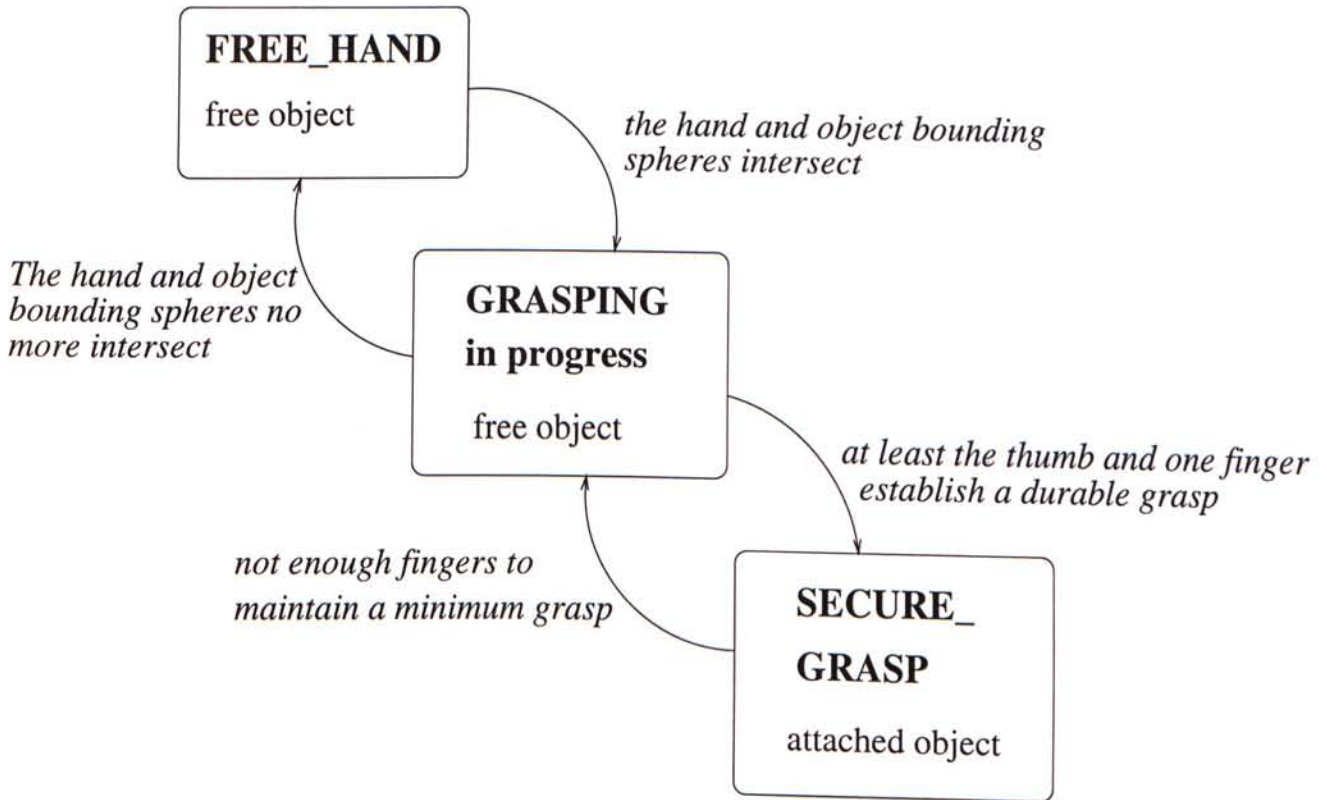 FREE_HAND
free object
the hand and object bounding
spheres intersect
The hand and object
bounding spheres no
more intersect
GRASPING
in progress
free object
at least the thumb and one finger
establish a durable grasp
not enough fingers to
maintain a minimum grasp
SECURE_
GRASP
attached object